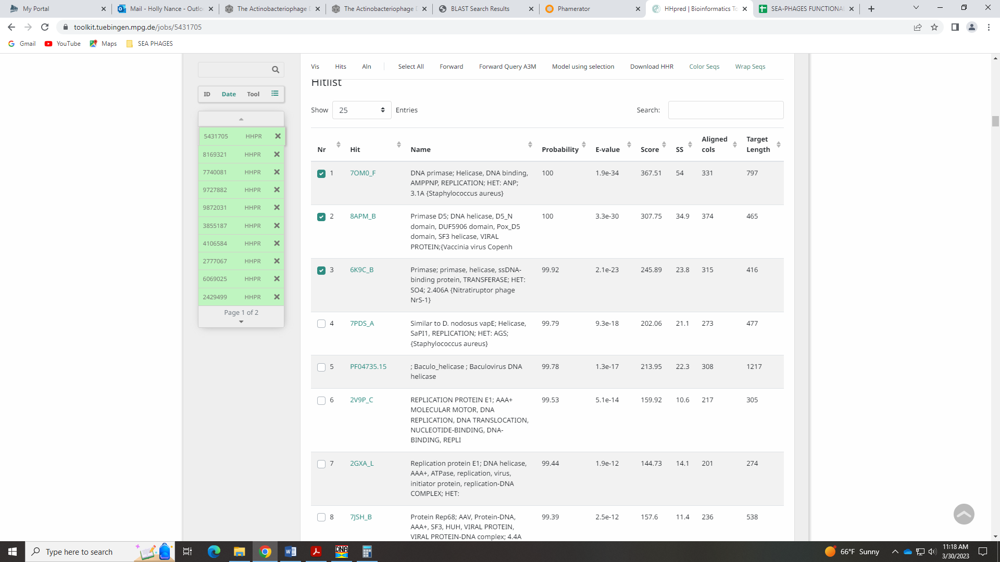 My Portal
Mail - Holly Nance - Outlo
The Actinobacteriophage D
The Actinobacteriophage D
BLAST Search Results
Phamerator
HHpred | Bioinformatics To
SEA-PHAGES FUNCTIONAL
toolkit.tuebingen.mpg.de/jobs/5431705
Gmail
YouTube
Maps
SEA PHAGES
Vis Hits Aln Select All Forward Forward Query A3M Model using selection Download HHR Color Seqs Wrap Seqs
ID Date Tool
5431705 HHPR
8169321 HHPR
7740081 HHPR
9727882 HHPR
9872031 HHPR
3855187 HHPR
4106584 HHPR
2777067 HHPR
6069025 HHPR
2429499 HHPR
Page 1 of 2
Hitlist
Show 25 Entries
Search:
Nr Hit Name Probability E-value Score SS Aligned cols Target Length
1 7OM0_F DNA primase; Helicase, DNA binding, 100 1.9e-34 367.51 54 331 797
AMPPNP, REPLICATION; HET: ANP;
3.1A {Staphylococcus aureus}
2 8APM_B Primase D5; DNA helicase, D5_N 100 3.3e-30 307.75 34.9 374 465
domain, DUF5906 domain, Pox_D5
domain, SF3 helicase, VIRAL
PROTEIN;{Vaccinia virus Copenh
3 6K9C_B Primase; primase, helicase, ssDNA- 99.92 2.1e-23 245.89 23.8 315 416
binding protein, TRANSFERASE; HET:
SO4; 2.406A {Nitratiruptor phage
NrS-1}
4 7PDS_A Similar to D. nodosus vapE; Helicase, 99.79 9.3e-18 202.06 21.1 273 477
SaPI1, REPLICATION; HET: AGS;
{Staphylococcus aureus}
5 PF04735.15 ; Baculo_helicase ; Baculovirus DNA 99.78 1.3e-17 213.95 22.3 308 1217
helicase
6 2V9P_C REPLICATION PROTEIN E1; AAA+ 99.53 5.1e-14 159.92 10.6 217 305
MOLECULAR MOTOR, DNA
REPLICATION, DNA TRANSLOCATION,
NUCLEOTIDE-BINDING, DNA-
BINDING, REPLI
7 2GXA_L Replication protein E1; DNA helicase, 99.44 1.9e-12 144.73 14.1 201 274
AAA+, ATPase, replication, virus,
initiator protein, replication-DNA
COMPLEX; HET:
8 7JSH_B Protein Rep68; AAV, Protein-DNA, 99.39 2.5e-12 157.6 11.4 236 538
AAA+, SF3, HUH, VIRAL PROTEIN,
VIRAL PROTEIN-DNA complex; 4.4A
Type here to search
DNA
66°F Sunny
11:18 AM
3/30/2023